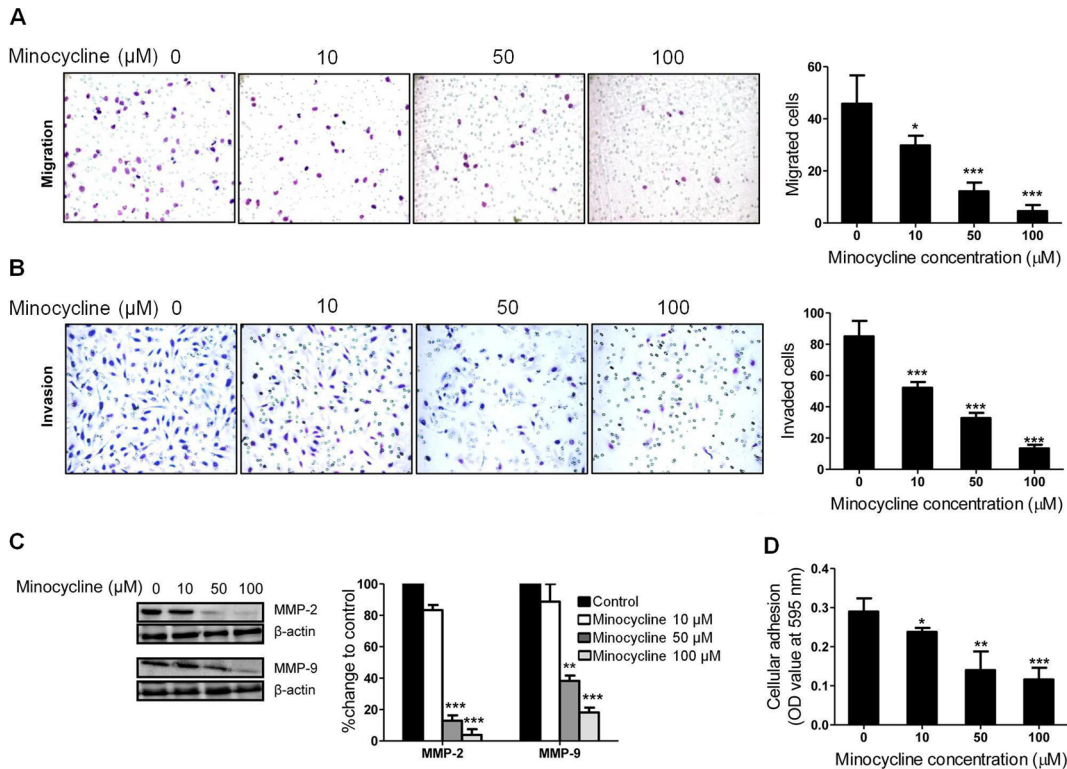 A
Minocycline (μM) 0 10 50 100
Migration
60
40
20
0
Migrated cells
*
***
***
0 10 50 100
Minocycline concentration (μM)
B
Minocycline (μM) 0 10 50 100
Invasion
100
80
60
40
20
0
Invaded cells
***
***
***
0 10 50 100
Minocycline concentration (μM)
C
Minocycline (μM) 0 10 50 100
MMP-2
β-actin
MMP-9
β-actin
100
80
60
40
20
0
%change to control
Control
Minocycline 10 μM
Minocycline 50 μM
Minocycline 100 μM
***
***
**
***
MMP-2 MMP-9
D
0.4
0.3
0.2
0.1
0.0
Cellular adhesion
(OD value at 595 nm)
*
**
***
0 10 50 100
Minocycline concentration (μM)